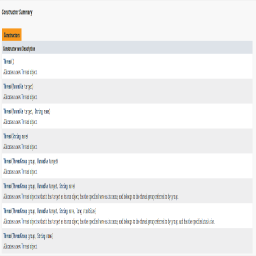 Constructor Summary
Constructors
Constructor and Description
Thread()
Allocates a new Thread object.
Thread(Runnable target)
Allocates a new Thread object.
Thread(Runnable target, String name)
Allocates a new Thread object.
Thread(String name)
Allocates a new Thread object.
Thread(ThreadGroup group, Runnable target)
Allocates a new Thread object.
Thread(ThreadGroup group, Runnable target, String name)
Allocates a new Thread object so that it has target as its run object, has the specified name as its name, and belongs to the thread group referred to by group.
Thread(ThreadGroup group, Runnable target, String name, long stackSize)
Allocates a new Thread object so that it has target as its run object, has the specified name as its name, and belongs to the thread group referred to by group, and has the specified stack size.
Thread(ThreadGroup group, String name)
Allocates a new Thread object.